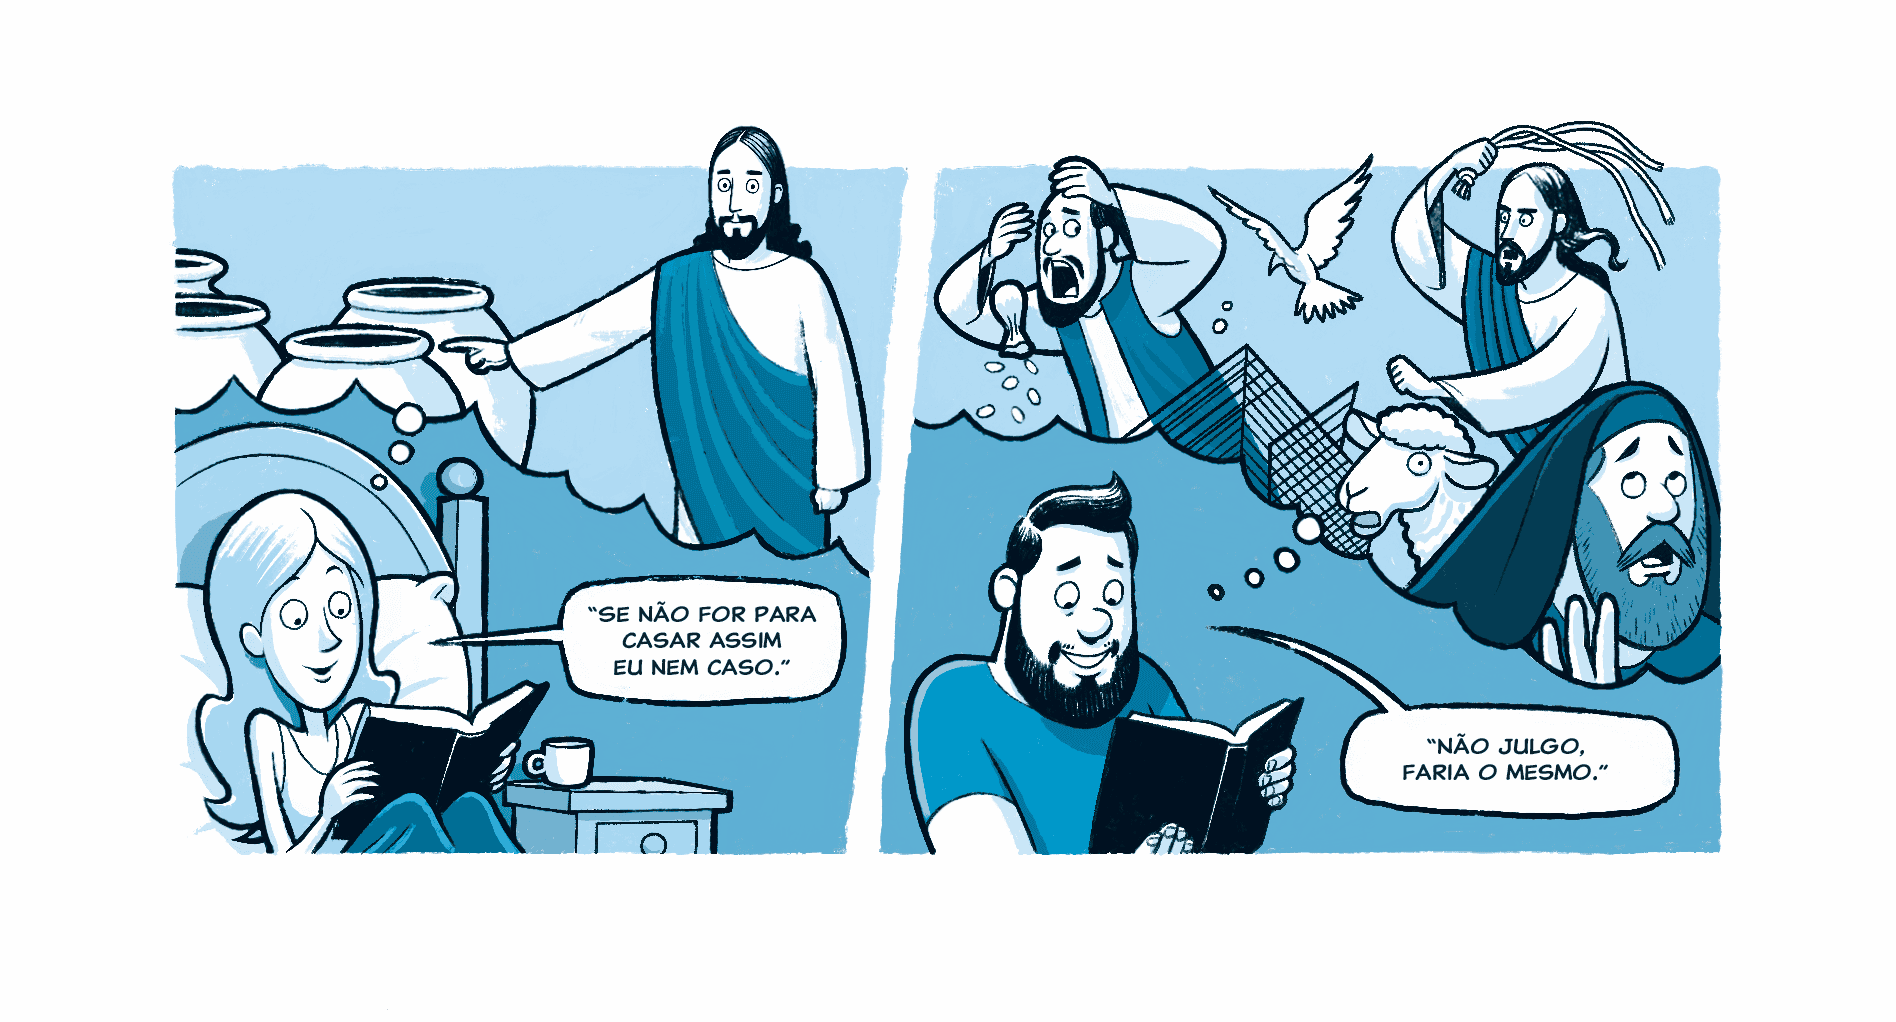 “SE NÃO FOR PARA
CASAR ASSIM
EU NEM CASO.”
“NÃO JULGO,
FARIA O MESMO.”